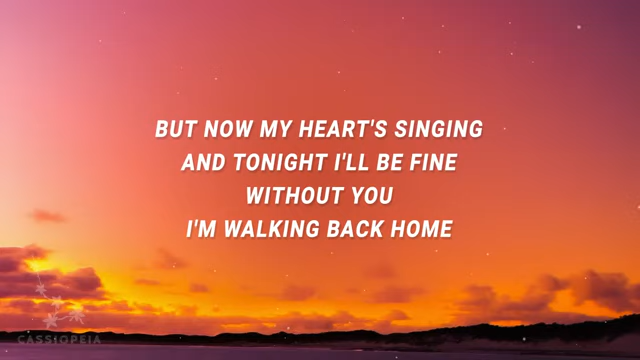 BUT NOW MY HEART'S SINGING
AND TONIGHT I'LL BE FINE
WITHOUT YOU
I'M WALKING BACK HOME
CASSIOPEIA